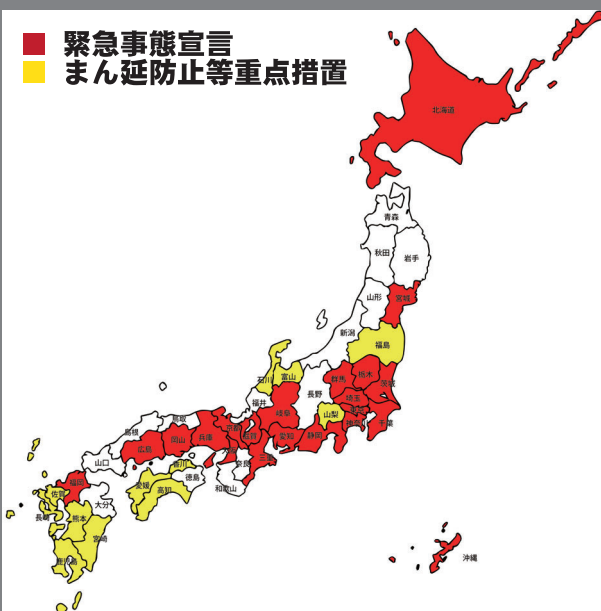 緊急事態宣言
まん延防止等重点措置
北海道
青森
秋田
岩手
山形
宮城
新潟
福島
石川
富山
群馬
栃木
茨城
福井
長野
埼玉
東京
山梨
神奈川
千葉
岐阜
鳥取
島根
京都
滋賀
愛知
静岡
岡山
兵庫
広島
大阪
三重
山口
香川
奈良
福岡
愛媛
徳島
高知
和歌山
佐賀
大分
長崎
熊本
宮崎
鹿児島
沖縄